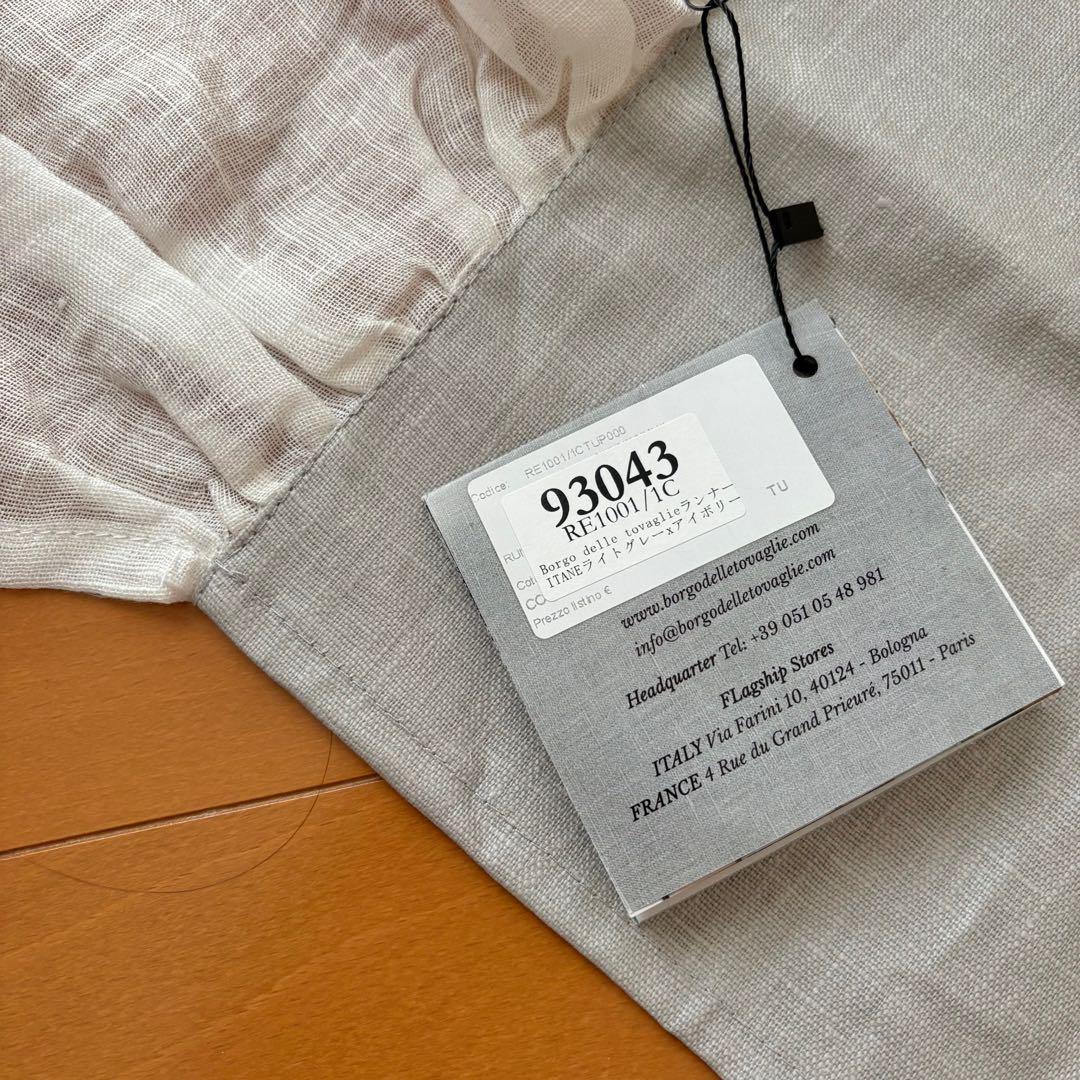 Codice: RE1001/1CTUP000
93043
RE1001/1C
Borgo delle tovaglieランナー
ITANEライトグレーxアイボリー
TU
Prezzo listino €
www.borgodelletovaglie.com
info@borgodelletovaglie.com
Headquarter Tel: +39 051 05 48 981
FLagship Stores
ITALY Via Farini 10, 40124 - Bologna
FRANCE 4 Rue du Grand Prieuré, 75011 - Paris